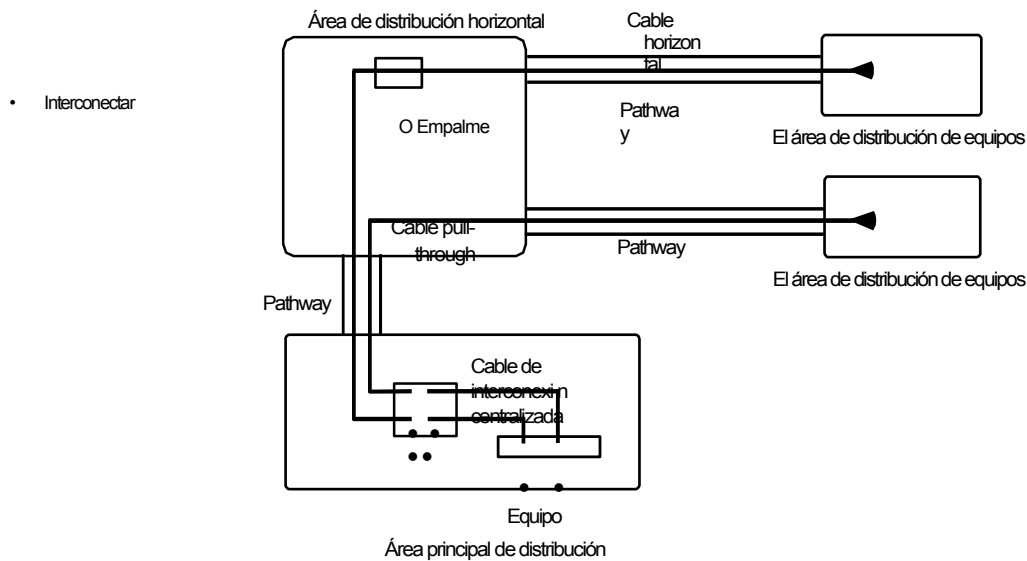 Área de distribución horizontal
Cable
horizon
tal
• Interconectar
O Empalme
Pathwa
y
El área de distribución de equipos
Cable pull-
through
Pathway
El área de distribución de equipos
Pathway
Cable de
interconexi n
centralizada
Equipo
Área principal de distribución